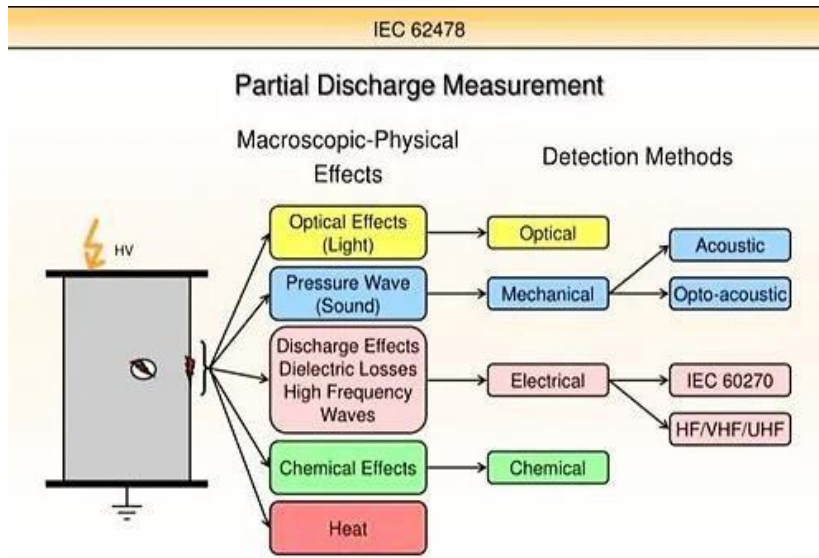 IEC 62478
Partial Discharge Measurement
Macroscopic-Physical
Effects
Detection Methods
HV
Optical Effects
(Light)
Optical
Pressure Wave
(Sound)
Mechanical
Acoustic
Opto-acoustic
Discharge Effects
Dielectric Losses
High Frequency
Waves
Electrical
IEC 60270
HF/VHF/UHF
Chemical Effects
Chemical
Heat